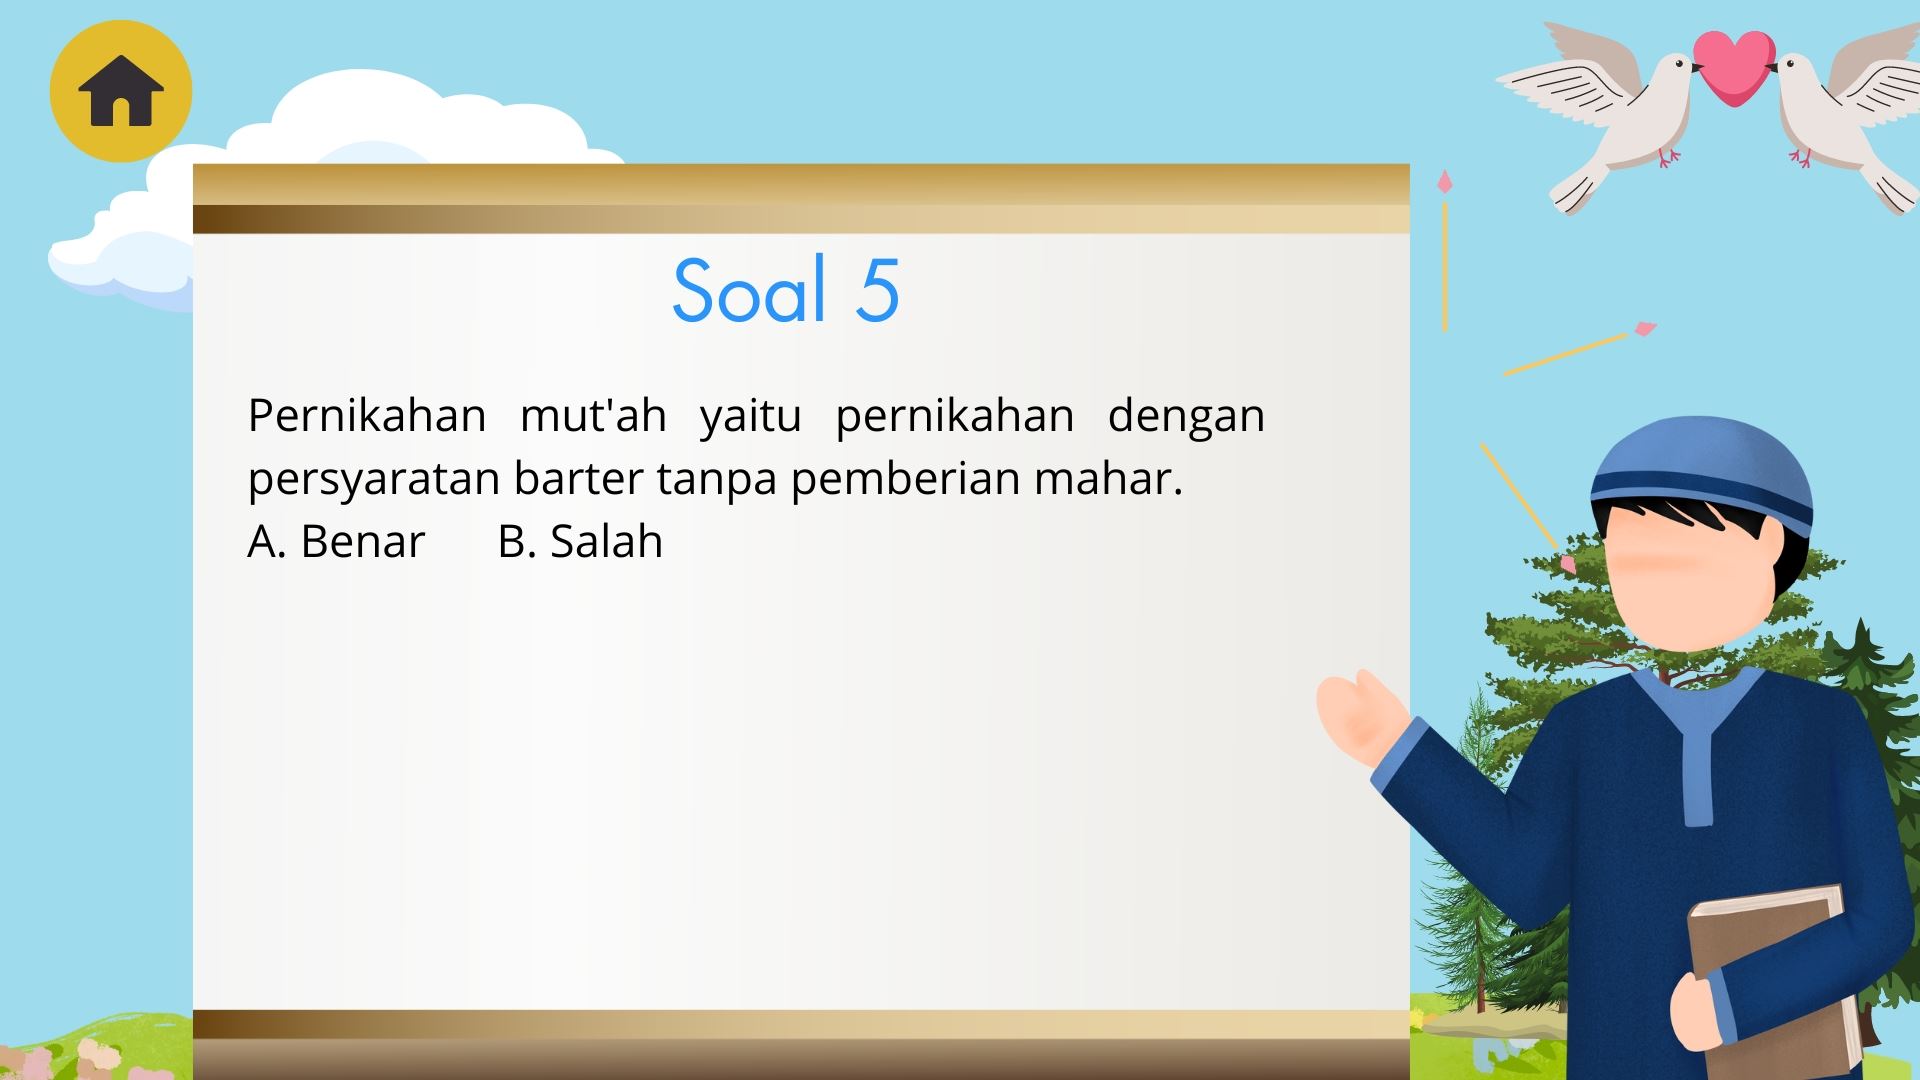 Soal 5
Pernikahan mut'ah yaitu pernikahan dengan
persyaratan barter tanpa pemberian mahar.
A. Benar B. Salah